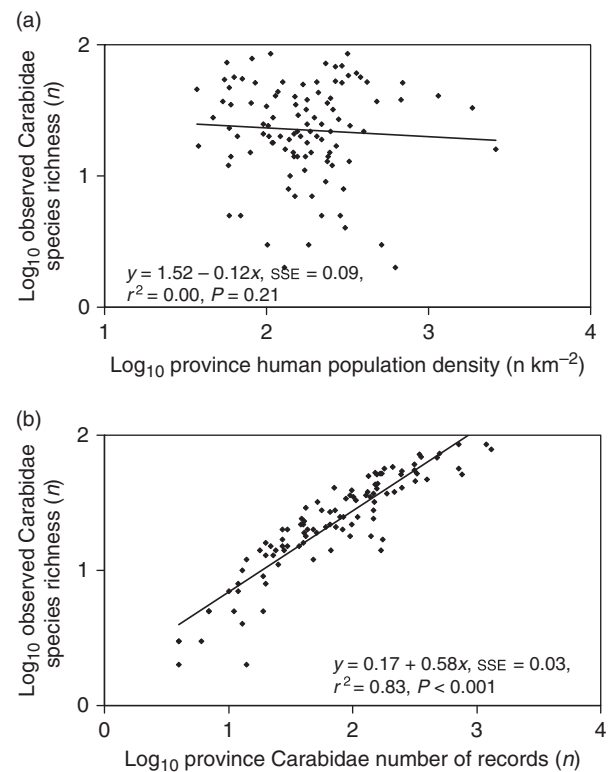 (a)
Log₁₀ observed Carabidae
species richness (n)
2
1
0
y = 1.52 – 0.12x, SSE = 0.09,
r² = 0.00, P = 0.21
1 2 3 4
Log₁₀ province human population density (n km⁻²)
(b)
Log₁₀ observed Carabidae
species richness (n)
2
1
0
y = 0.17 + 0.58x, SSE = 0.03,
r² = 0.83, P < 0.001
0 1 2 3 4
Log₁₀ province Carabidae number of records (n)